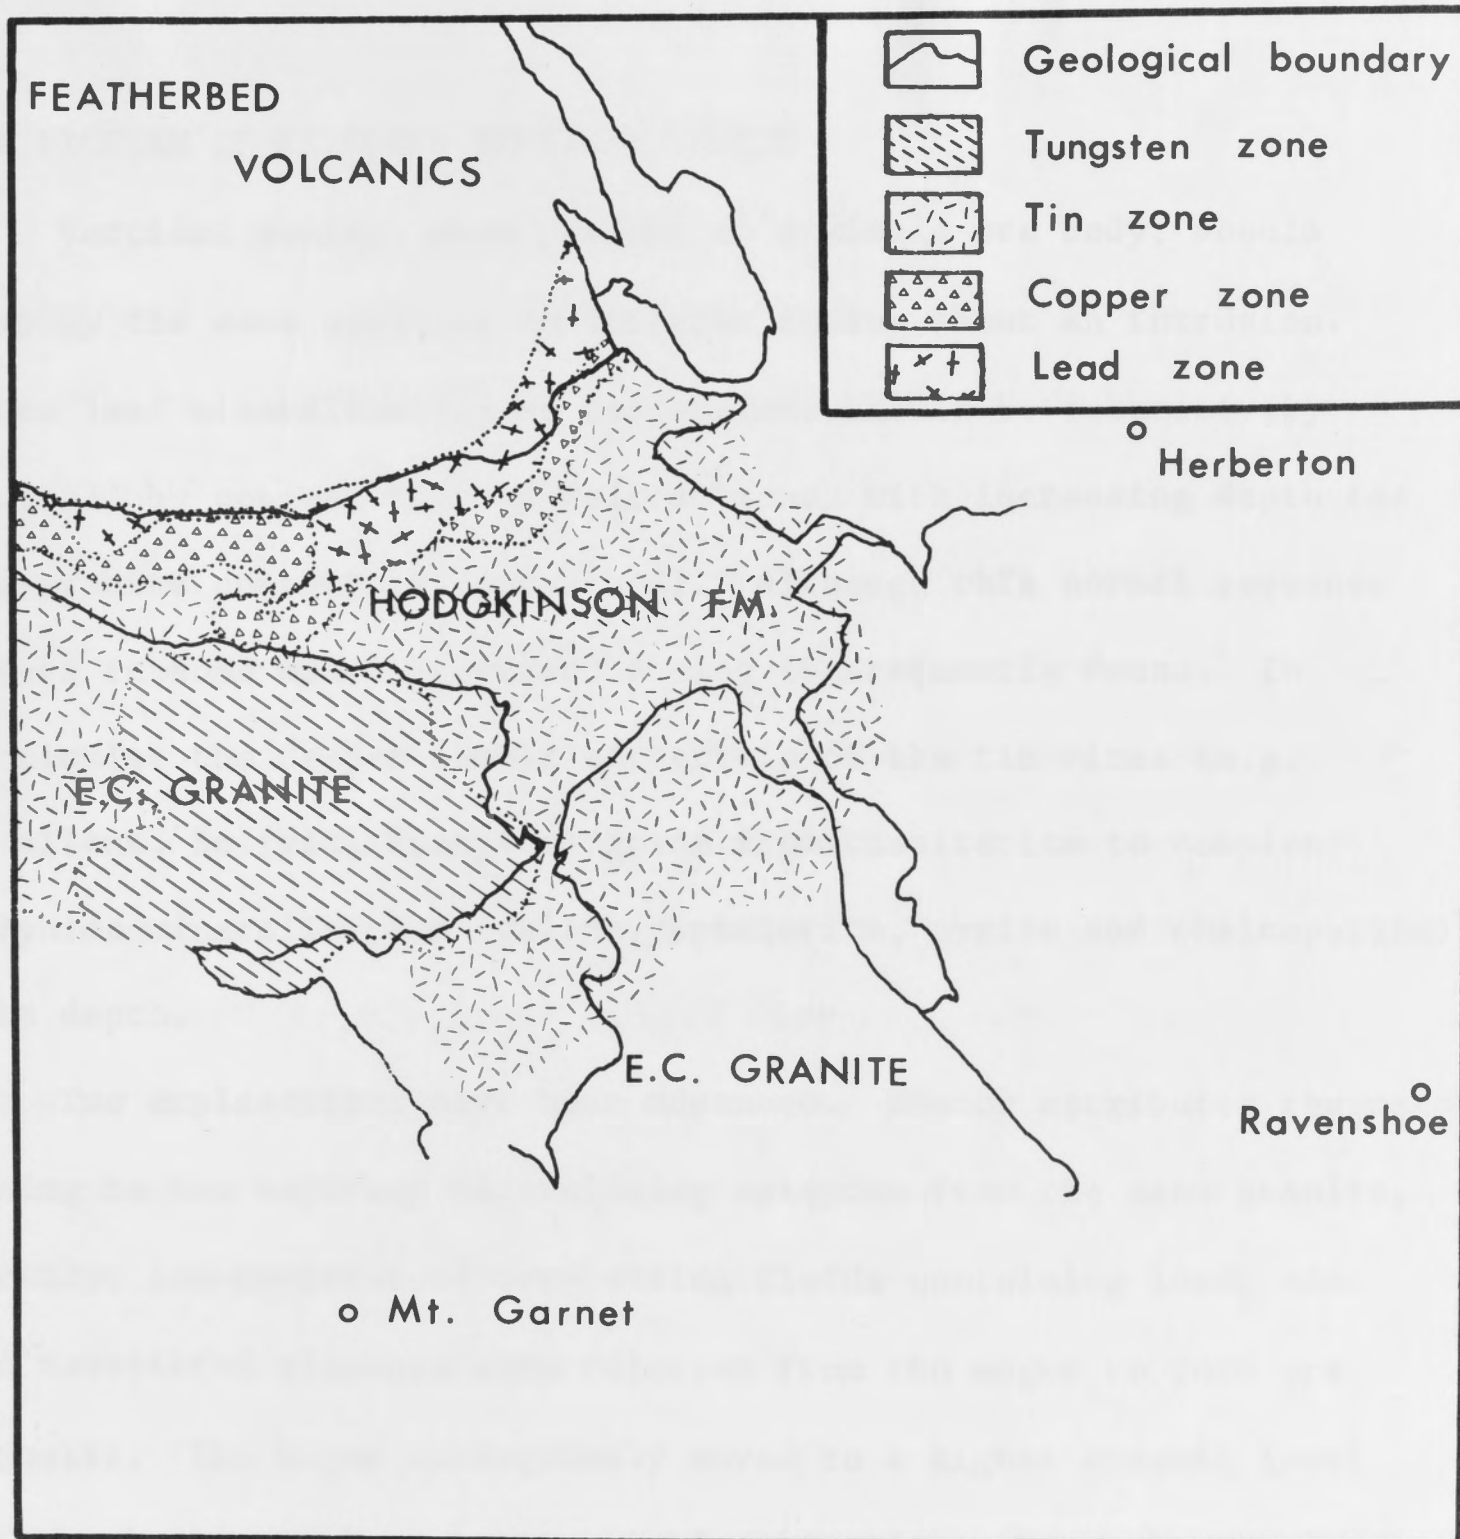 FEATHERBED
VOLCANICS
Geological boundary
Tungsten zone
Tin zone
Copper zone
Lead zone
Herberton
HODGKINSON FM.
E.C. GRANITE
E.C. GRANITE
Ravenshoe
Mt. Garnet